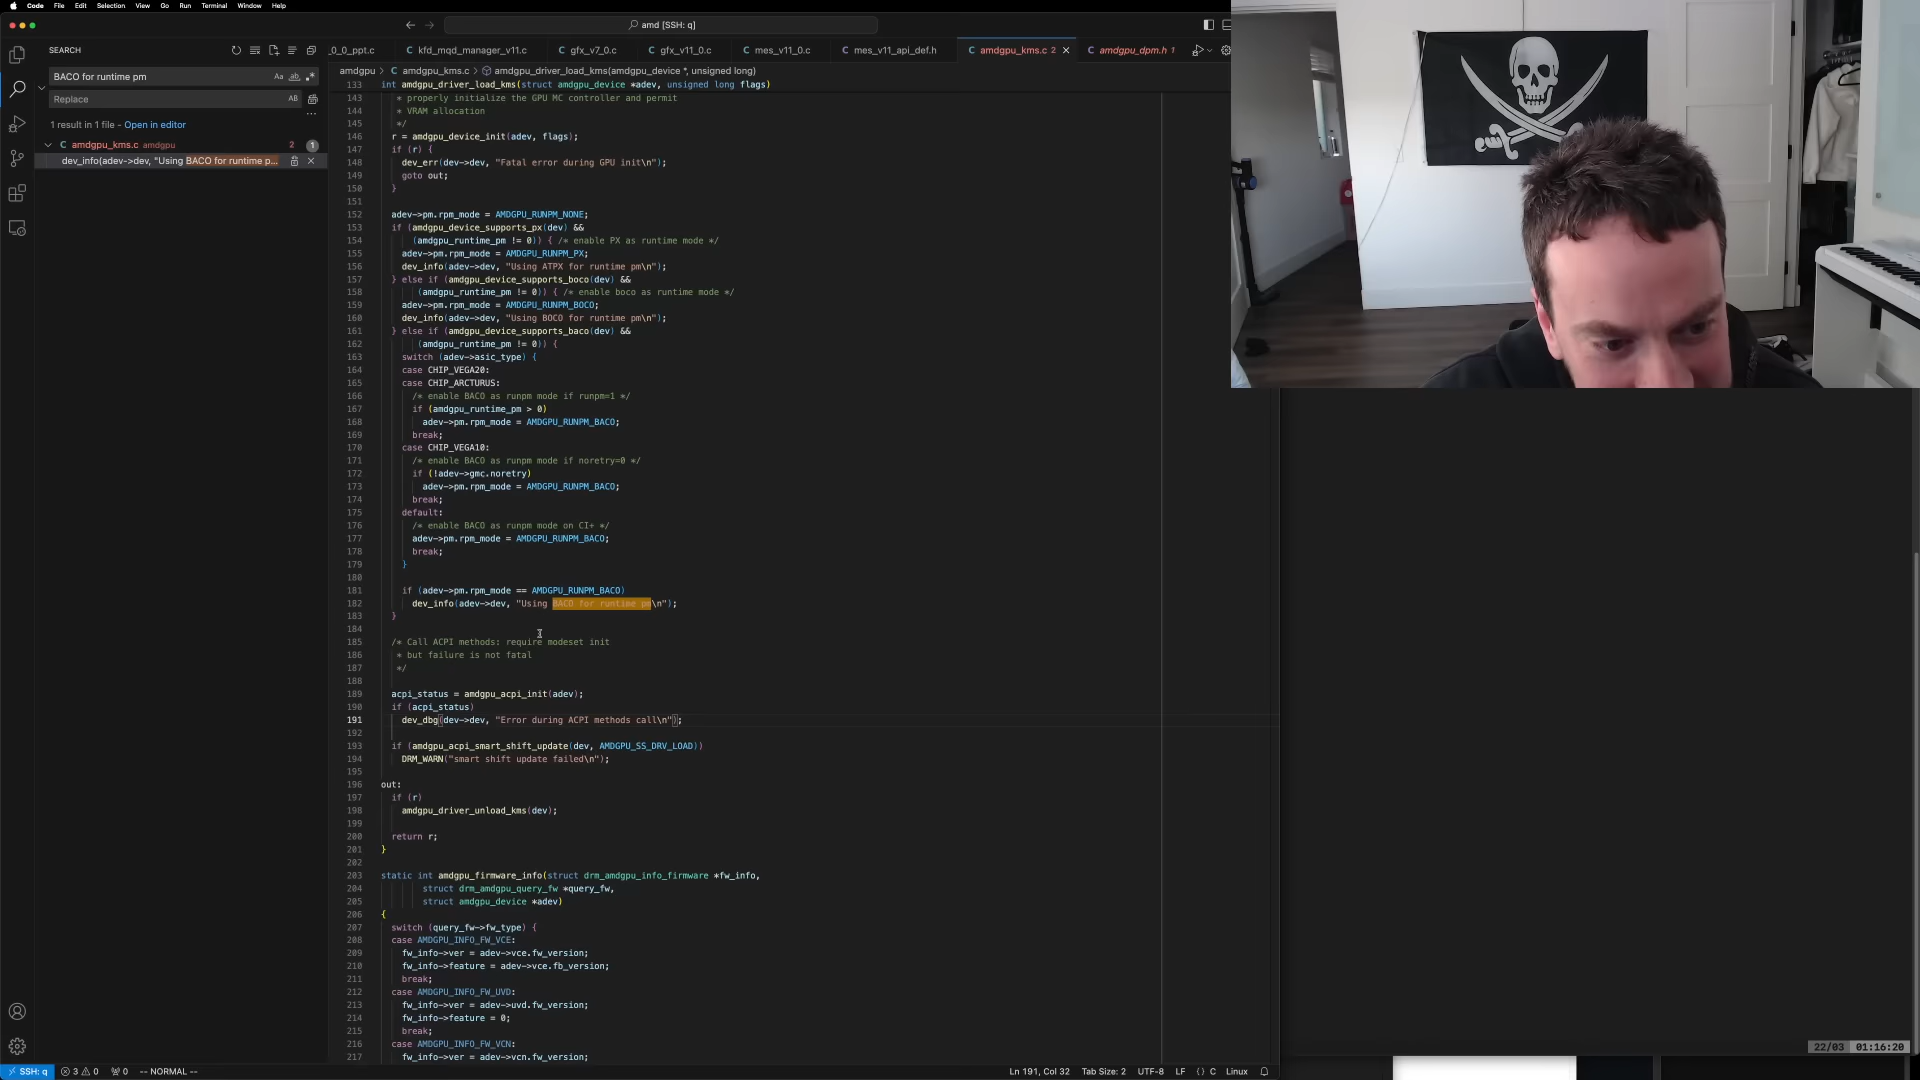 Code File Edit Selection View Go Run Terminal Window Help
amd [SSH: q]
SEARCH
_0_0_ppt.c kfd_mqd_manager_v11.c gfx_v7_0.c gfx_v11_0.c mes_v11_0.c mes_v11_api_def.h amdgpu_kms.c 2 amdgpu_dpm.h 1
BACO for runtime pm
Aa ab
Replace
AB
1 result in 1 file - Open in editor
amdgpu_kms.c amdgpu 2 1
dev_info(adev->dev, "Using BACO for runtime p...
amdgpu > C amdgpu_kms.c > amdgpu_driver_load_kms(amdgpu_device *, unsigned long)
133 int amdgpu_driver_load_kms(struct amdgpu_device *adev, unsigned long flags)
143 * properly initialize the GPU MC controller and permit
144 * VRAM allocation
145 */
146 r = amdgpu_device_init(adev, flags);
147 if (r) {
148 dev_err(dev->dev, "Fatal error during GPU init\n");
149 goto out;
150 }
151
152 adev->pm.rpm_mode = AMDGPU_RUNPM_NONE;
153 if (amdgpu_device_supports_px(dev) &&
154 (amdgpu_runtime_pm != 0)) { /* enable PX as runtime mode */
155 adev->pm.rpm_mode = AMDGPU_RUNPM_PX;
156 dev_info(adev->dev, "Using ATPX for runtime pm\n");
157 } else if (amdgpu_device_supports_boco(dev) &&
158 (amdgpu_runtime_pm != 0)) { /* enable boco as runtime mode */
159 adev->pm.rpm_mode = AMDGPU_RUNPM_BOCO;
160 dev_info(adev->dev, "Using BOCO for runtime pm\n");
161 } else if (amdgpu_device_supports_baco(dev) &&
162 (amdgpu_runtime_pm != 0)) {
163 switch (adev->asic_type) {
164 case CHIP_VEGA20:
165 case CHIP_ARCTURUS:
166 /* enable BACO as runpm mode if runpm=1 */
167 if (amdgpu_runtime_pm > 0)
168 adev->pm.rpm_mode = AMDGPU_RUNPM_BACO;
169 break;
170 case CHIP_VEGA10:
171 /* enable BACO as runpm mode if noretry=0 */
172 if (!adev->gmc.noretry)
173 adev->pm.rpm_mode = AMDGPU_RUNPM_BACO;
174 break;
175 default:
176 /* enable BACO as runpm mode on CI+ */
177 adev->pm.rpm_mode = AMDGPU_RUNPM_BACO;
178 break;
179 }
180
181 if (adev->pm.rpm_mode == AMDGPU_RUNPM_BACO)
182 dev_info(adev->dev, "Using BACO for runtime pm\n");
183 }
184
185 /* Call ACPI methods: require modeset init
186 * but failure is not fatal
187 */
188
189 acpi_status = amdgpu_acpi_init(adev);
190 if (acpi_status)
191 dev_dbg(dev->dev, "Error during ACPI methods call\n");
192
193 if (amdgpu_acpi_smart_shift_update(dev, AMDGPU_SS_DRV_LOAD))
194 DRM_WARN("smart shift update failed\n");
195
196 out:
197 if (r)
198 amdgpu_driver_unload_kms(dev);
199
200 return r;
201 }
202
203 static int amdgpu_firmware_info(struct drm_amdgpu_info_firmware *fw_info,
204 struct drm_amdgpu_query_fw *query_fw,
205 struct amdgpu_device *adev)
206 {
207 switch (query_fw->fw_type) {
208 case AMDGPU_INFO_FW_VCE:
209 fw_info->ver = adev->vce.fw_version;
210 fw_info->feature = adev->vce.fb_version;
211 break;
212 case AMDGPU_INFO_FW_UVD:
213 fw_info->ver = adev->uvd.fw_version;
214 fw_info->feature = 0;
215 break;
216 case AMDGPU_INFO_FW_VCN:
217 fw_info->ver = adev->vcn.fw_version;
22/03 01:16:20
SSH: q 3 0 0 -- NORMAL -- Ln 191, Col 32 Tab Size: 2 UTF-8 LF {} C Linux